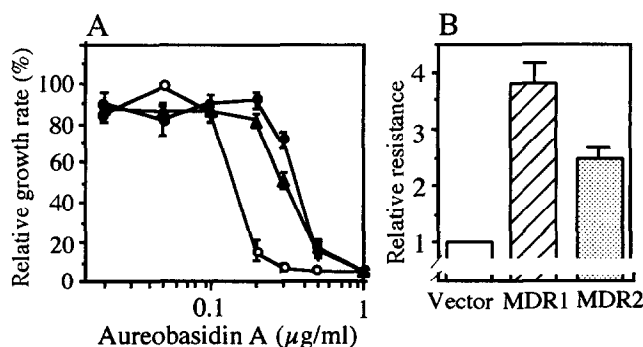 A
Relative growth rate (%)
100
80
60
40
20
0
0.1
1
Aureobasidin A (µg/ml)
B
Relative resistance
4
3
2
1
Vector MDR1 MDR2